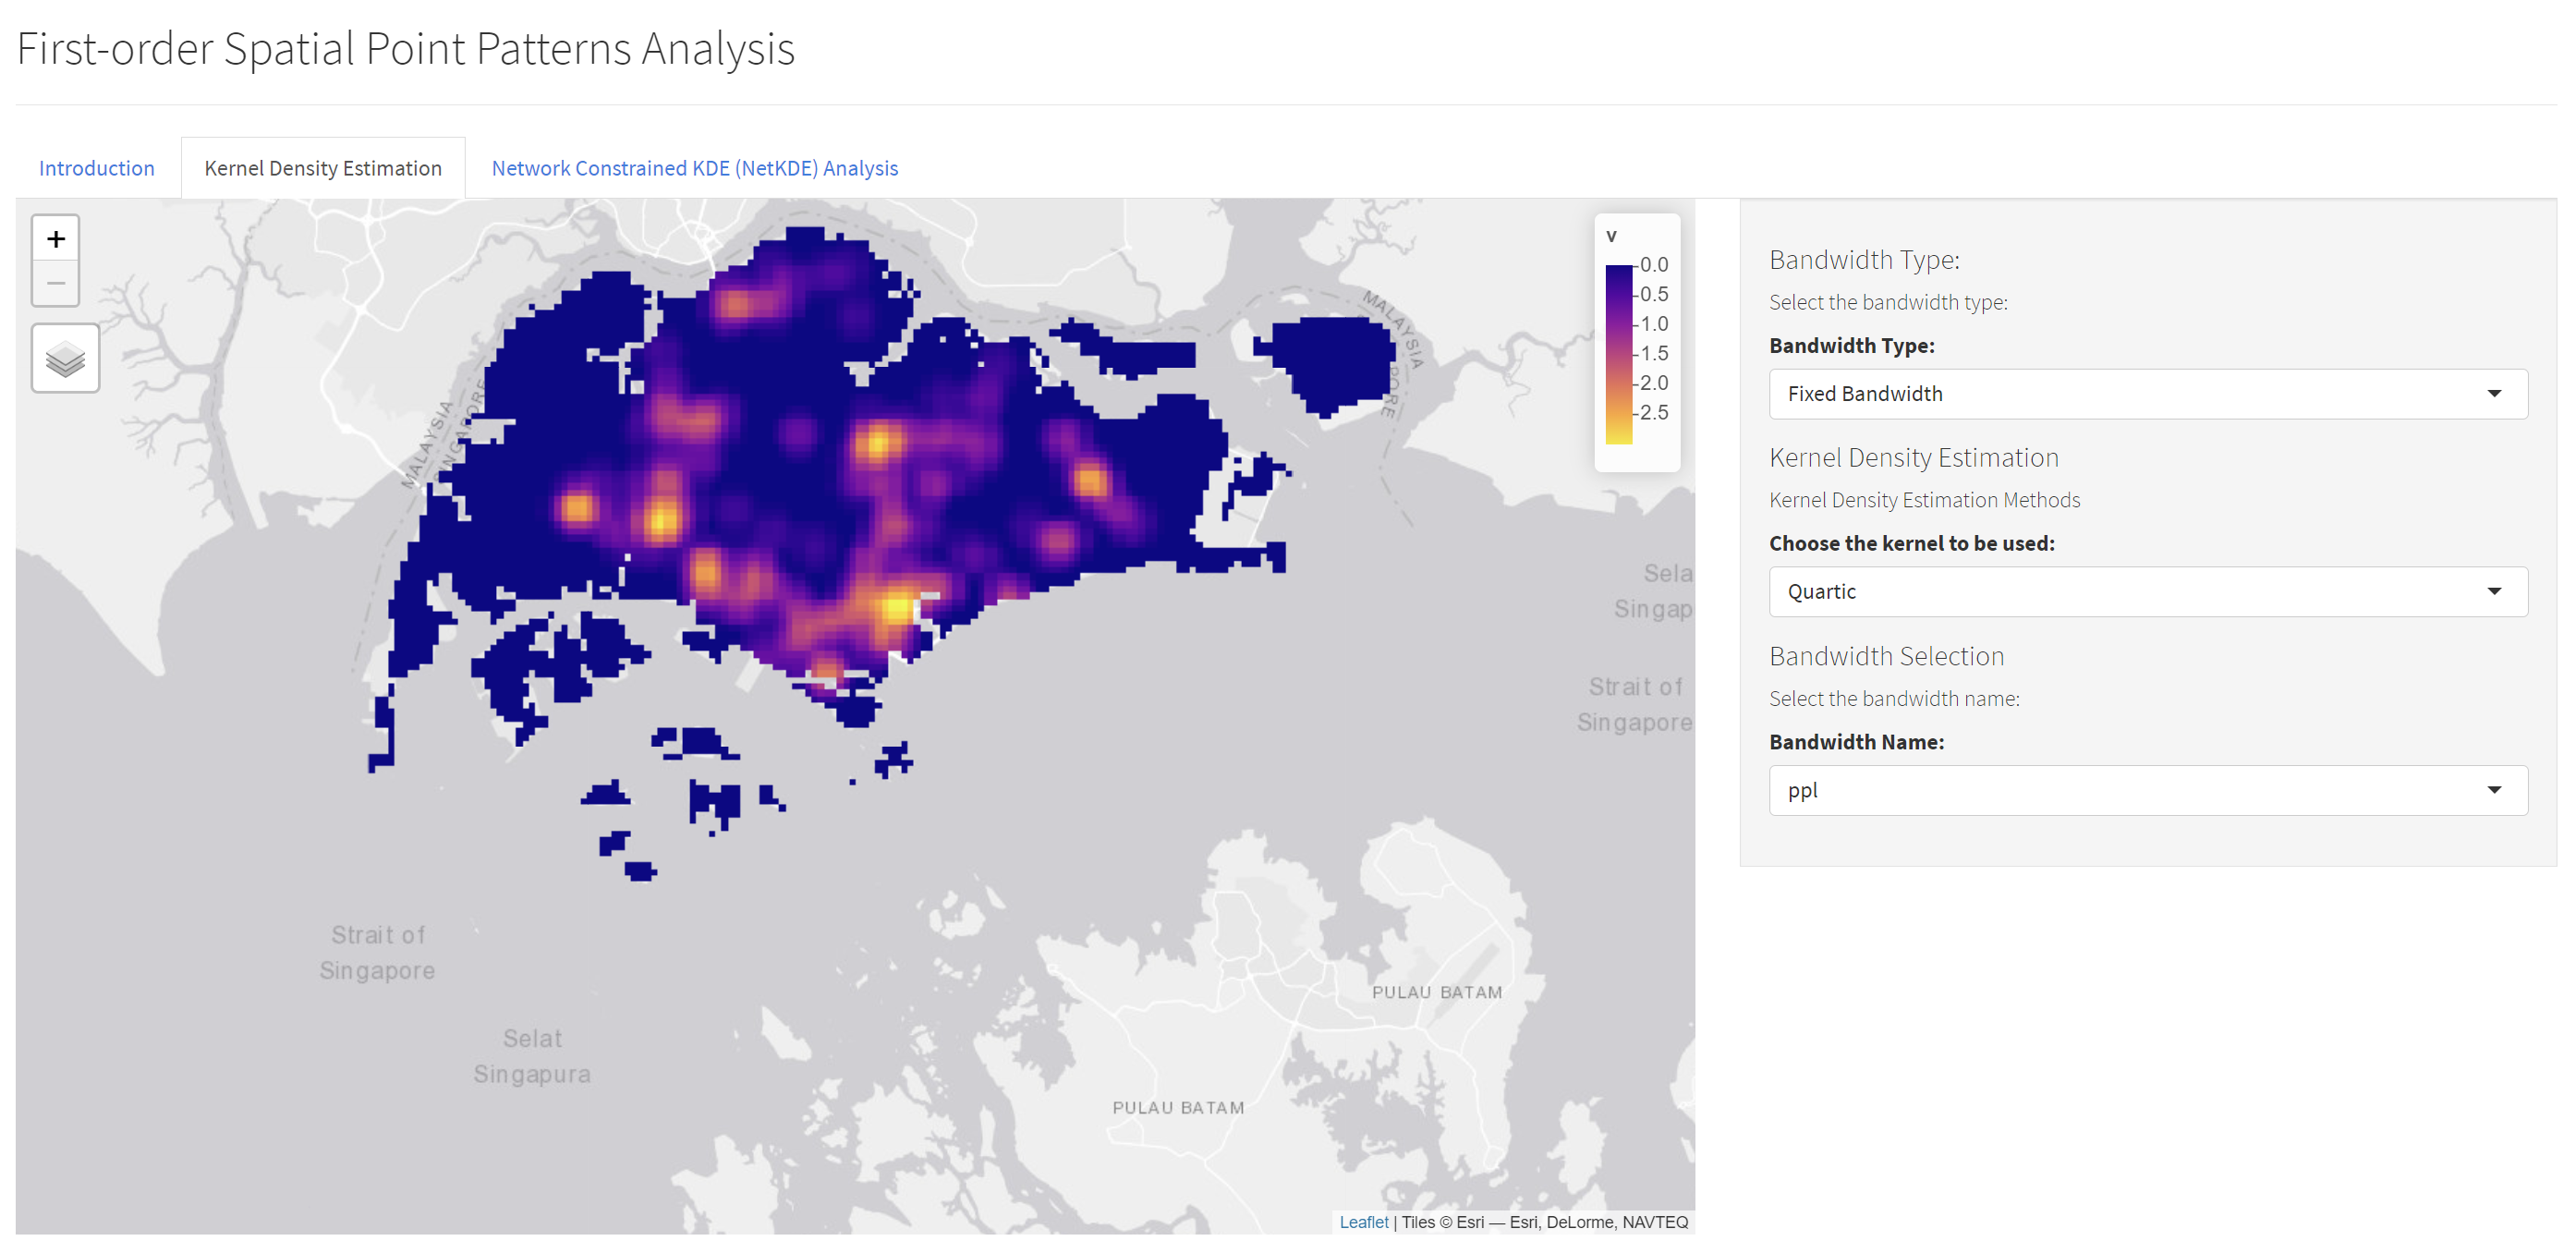 First-order Spatial Point Patterns Analysis
Introduction
Kernel Density Estimation
Network Constrained KDE (NetKDE) Analysis
+
−
v
0.0
0.5
1.0
1.5
2.0
2.5
MALAYSIA
SINGAPORE
MALAYSIA
PORE
Sela
Singap
Strait of
Singapore
Strait of
Singapore
Selat
Singapura
PULAU BATAM
PULAU BATAM
Leaflet | Tiles © Esri — Esri, DeLorme, NAVTEQ
Bandwidth Type:
Select the bandwidth type:
Bandwidth Type:
Fixed Bandwidth
Kernel Density Estimation
Kernel Density Estimation Methods
Choose the kernel to be used:
Quartic
Bandwidth Selection
Select the bandwidth name:
Bandwidth Name:
ppl